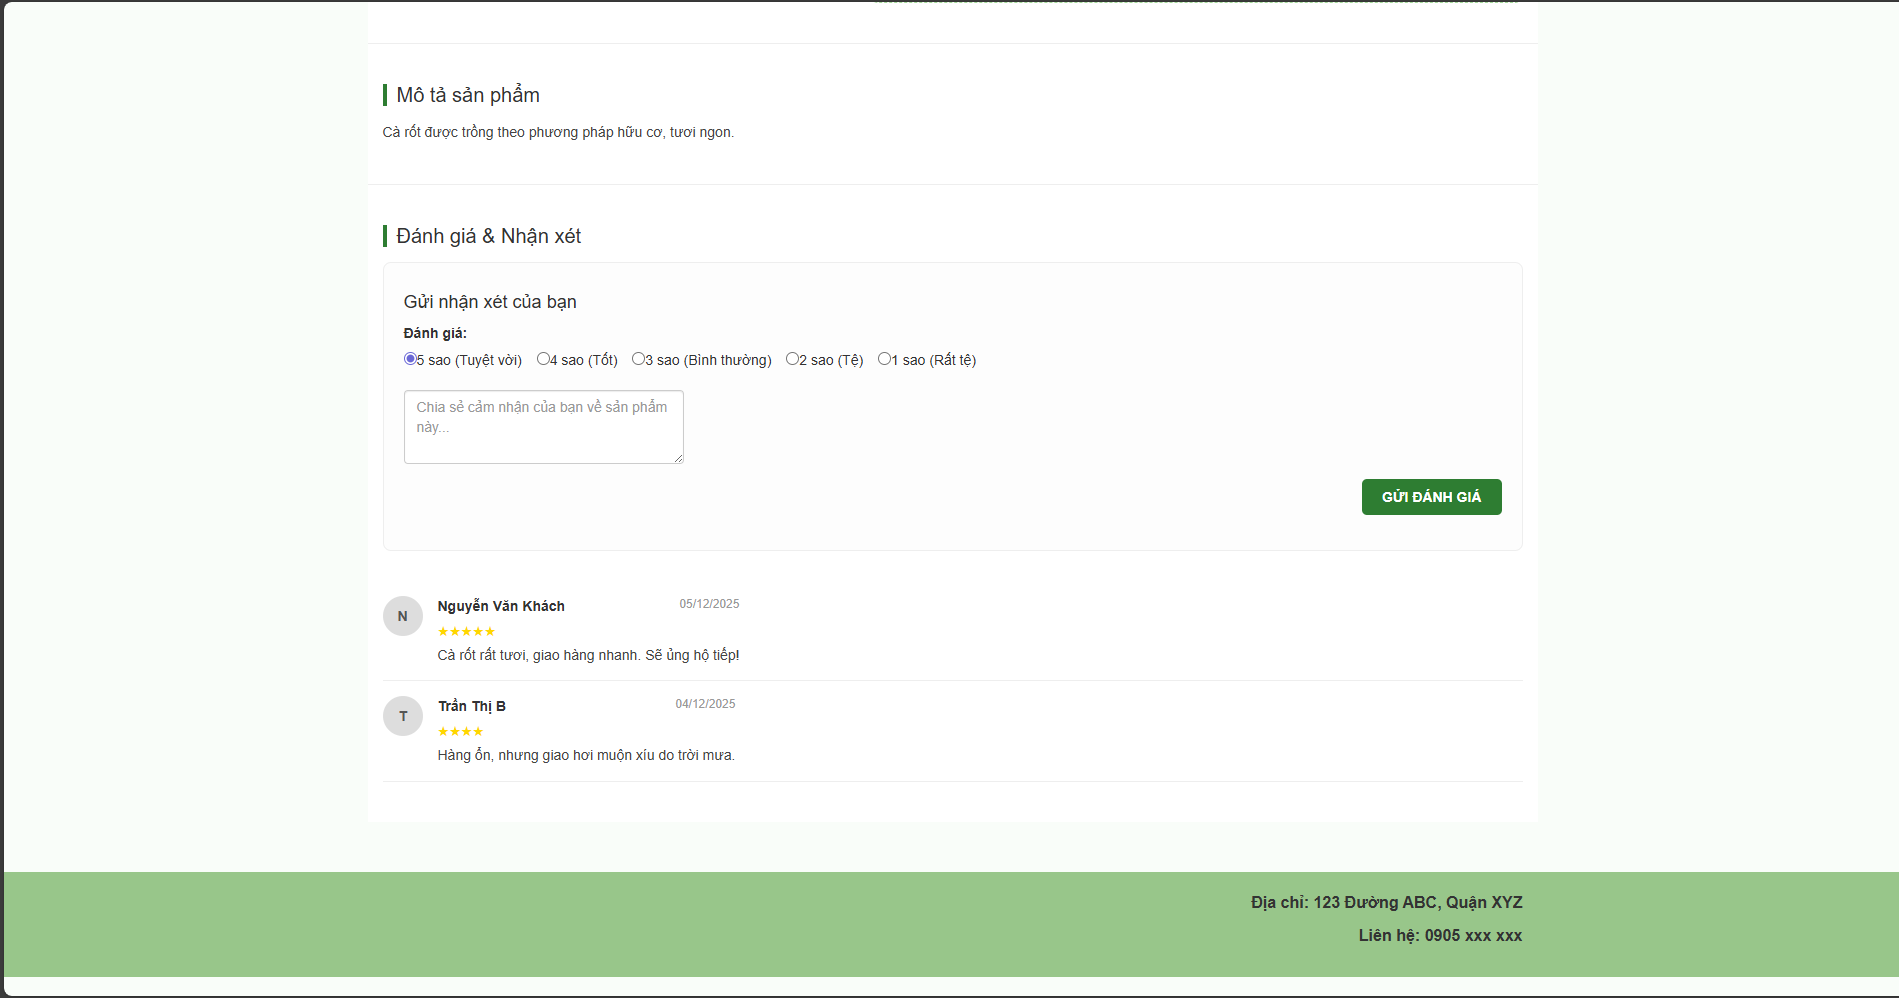 Mô tả sản phẩm
Cà rốt được trồng theo phương pháp hữu cơ, tươi ngon.
Đánh giá & Nhận xét
Gửi nhận xét của bạn
Đánh giá:
5 sao (Tuyệt vời) 4 sao (Tốt) 3 sao (Bình thường) 2 sao (Tệ) 1 sao (Rất tệ)
Chia sẻ cảm nhận của bạn về sản phẩm
này...
GỬI ĐÁNH GIÁ
N
Nguyễn Văn Khách 05/12/2025
★★★★★
Cà rốt rất tươi, giao hàng nhanh. Sẽ ủng hộ tiếp!
T
Trần Thị B 04/12/2025
★★★★
Hàng ổn, nhưng giao hơi muộn xíu do trời mưa.
Địa chỉ: 123 Đường ABC, Quận XYZ
Liên hệ: 0905 xxx xxx